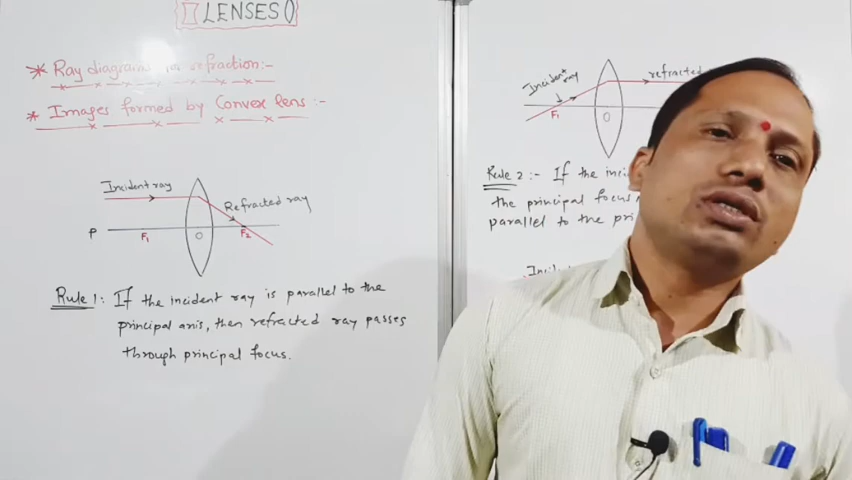 LENSES
* Ray diagrams refraction:-
* Images formed by Convex lens:-
Incident ray
Refracted ray
P
F1
O
F2
Rule 1: If the incident ray is parallel to the
principal axis, then refracted ray passes
through principal focus.
Incident
ray
refracted
F1
O
Rule 2 :- If the
the principal focus
parallel to the